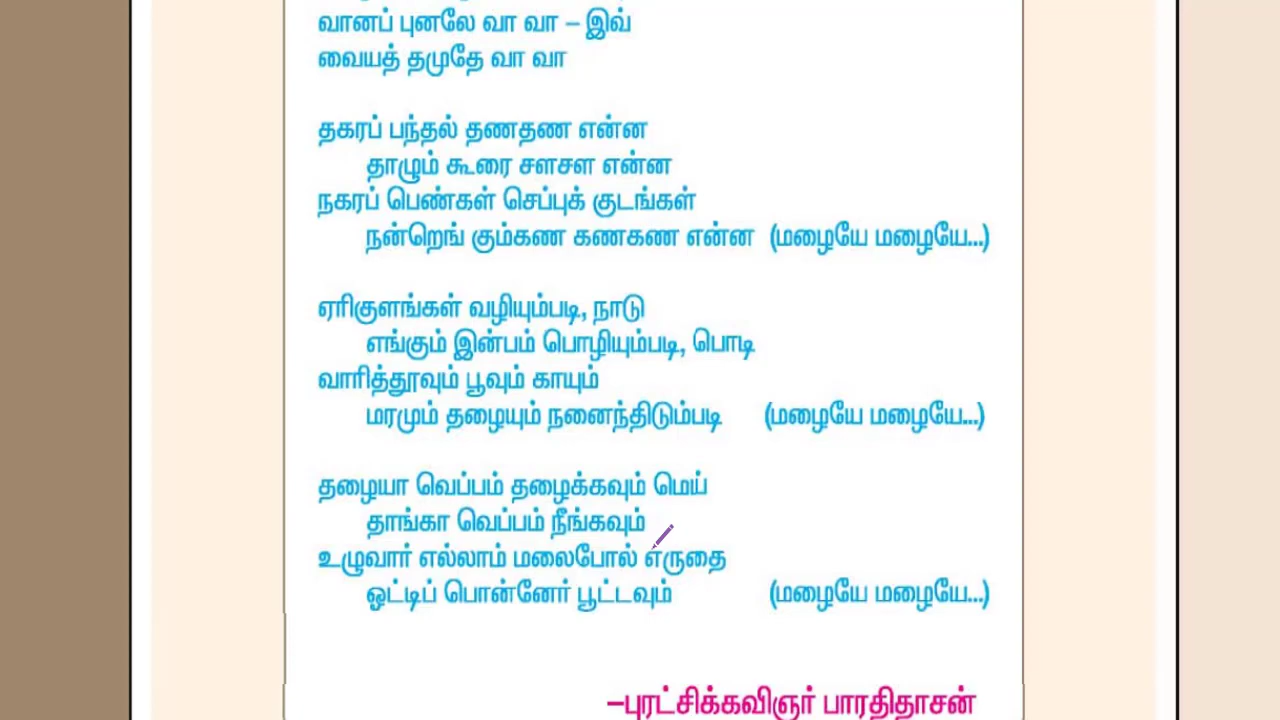 வானப் புனலே வா வா – இவ்
வையத் தமுதே வா வா
தகரப் பந்தல் தணதண என்ன
தாழும் கூரை சளசள என்ன
நகரப் பெண்கள் செப்புக் குடங்கள்
நன்றெங் கும்கண கணகண என்ன (மழையே மழையே...)
ஏரிகுளங்கள் வழியும்படி, நாடு
எங்கும் இன்பம் பொழியும்படி, பொடி
வாரித்தூவும் பூவும் காயும்
மரமும் தழையும் நனைந்திடும்படி (மழையே மழையே...)
தழையா வெப்பம் தழைக்கவும் மெய்
தாங்கா வெப்பம் நீங்கவும்
உழுவார் எல்லாம் மலைபோல் எருதை
ஓட்டிப் பொன்னேர் பூட்டவும் (மழையே மழையே...)
–புரட்சிக்கவிஞர் பாரதிதாசன்